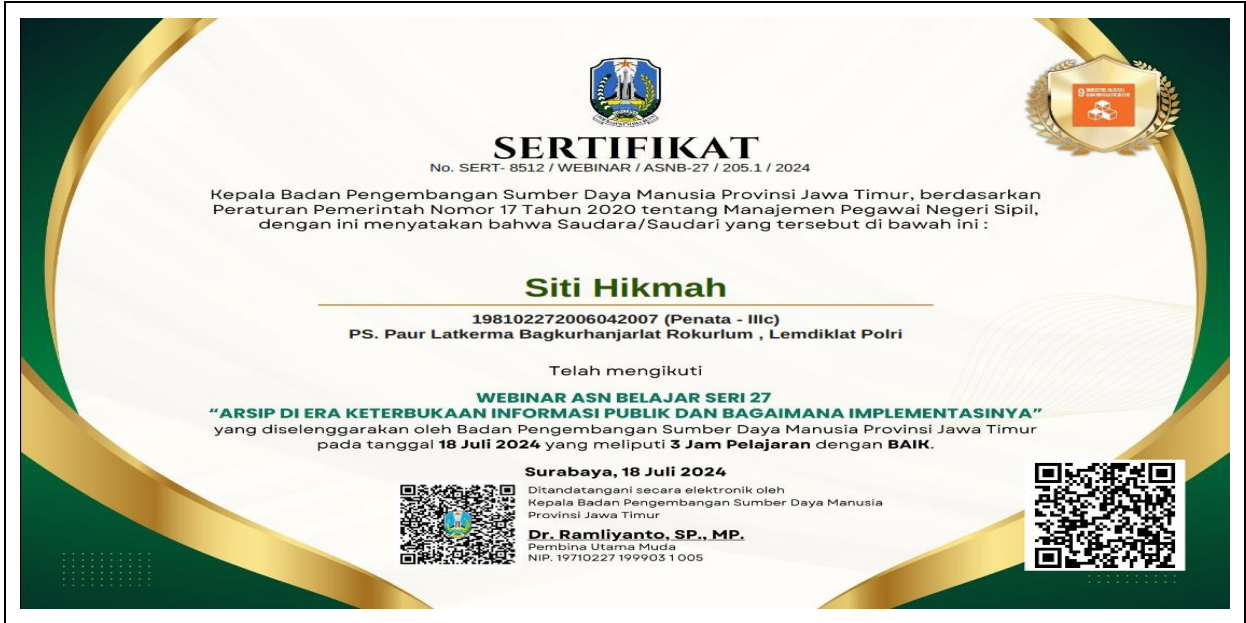 SERTIFIKAT
No. SERT- 8512 / WEBINAR / ASNB-27 / 205.1 / 2024
Kepala Badan Pengembangan Sumber Daya Manusia Provinsi Jawa Timur, berdasarkan
Peraturan Pemerintah Nomor 17 Tahun 2020 tentang Manajemen Pegawai Negeri Sipil,
dengan ini menyatakan bahwa Saudara/Saudari yang tersebut di bawah ini :
Siti Hikmah
198102272006042007 (Penata - IIIc)
PS. Paur Latkerma Bagkurhanjarlat Rokurlum , Lemdiklat Polri
Telah mengikuti
WEBINAR ASN BELAJAR SERI 27
“ARSIP DI ERA KETERBUKAAN INFORMASI PUBLIK DAN BAGAIMANA IMPLEMENTASINYA”
yang diselenggarakan oleh Badan Pengembangan Sumber Daya Manusia Provinsi Jawa Timur
pada tanggal 18 Juli 2024 yang meliputi 3 Jam Pelajaran dengan BAIK.
Surabaya, 18 Juli 2024
Ditandatangani secara elektronik oleh
Kepala Badan Pengembangan Sumber Daya Manusia
Provinsi Jawa Timur
Dr. Ramliyanto, SP., MP.
Pembina Utama Muda
NIP. 19710227 199903 1 005
9